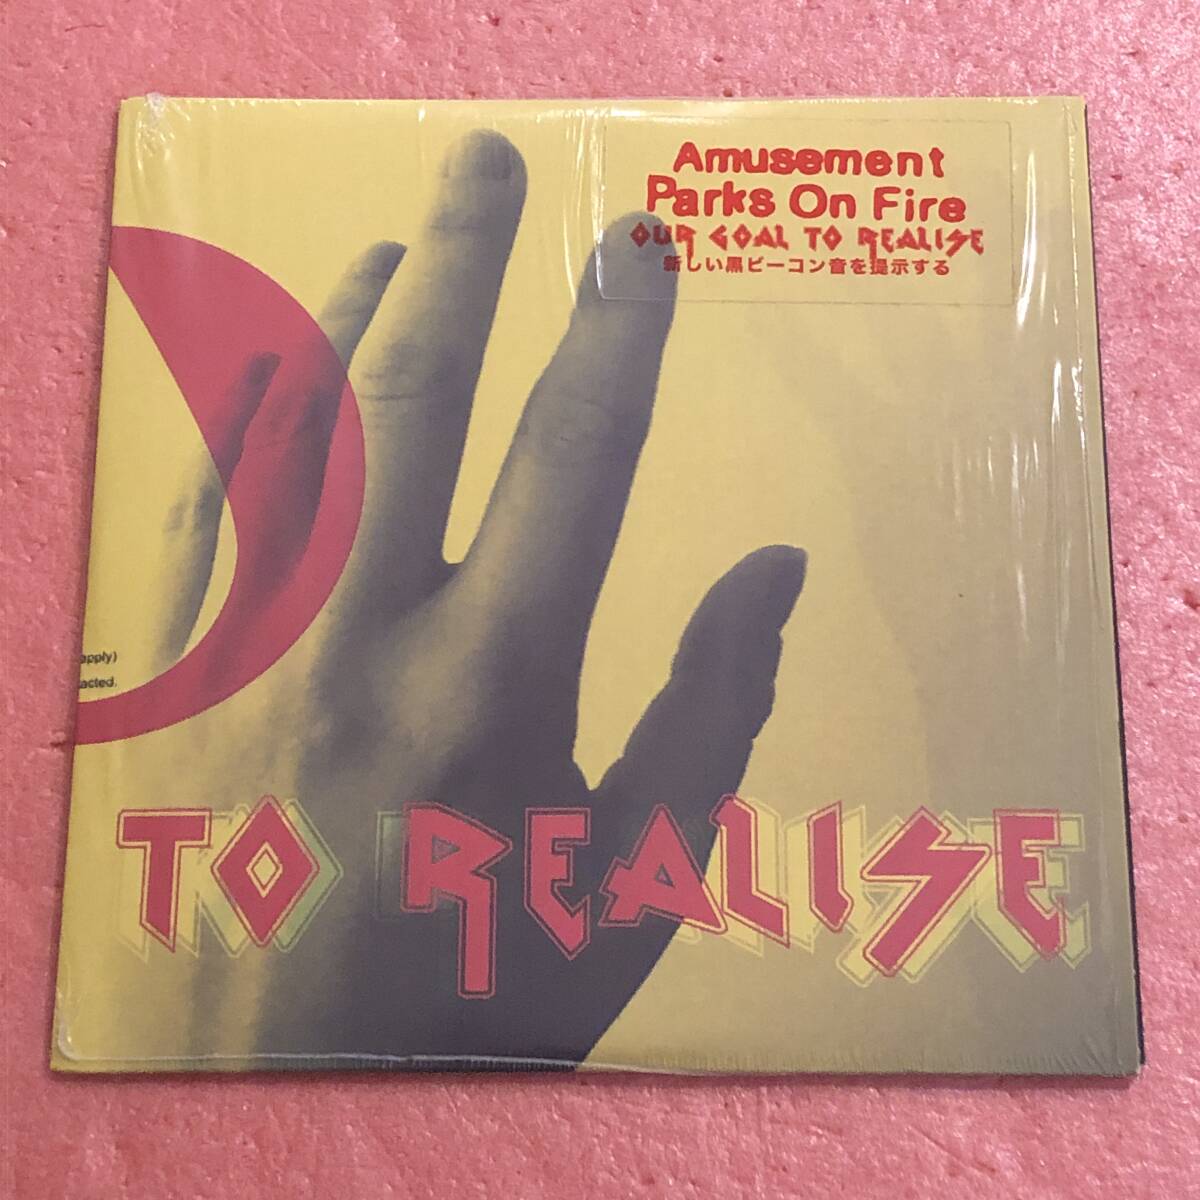 Amusement
Parks On Fire
OUR GOAL TO REALISE
新しい黒ビーコン音を提示する
apply)
acted.
TO REALISE